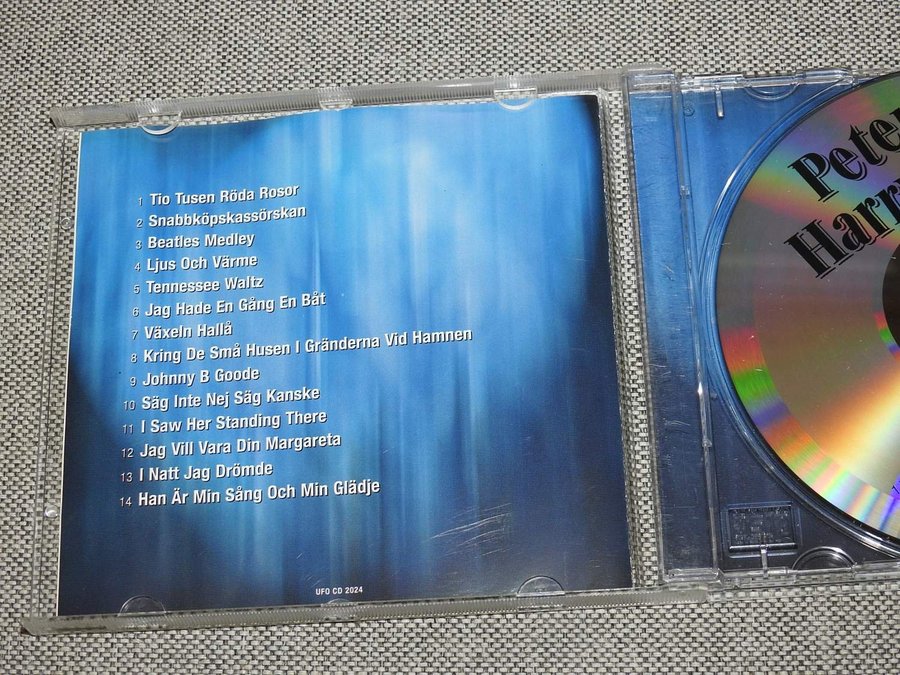 1 Tio Tusen Röda Rosor
2 Snabbköpskassörskan
3 Beatles Medley
4 Ljus Och Värme
5 Tennessee Waltz
6 Jag Hade En Gång En Båt
7 Växeln Hallå
8 Kring De Små Husen I Gränderna Vid Hamnen
9 Johnny B Goode
10 Säg Inte Nej Säg Kanske
11 I Saw Her Standing There
12 Jag Vill Vara Din Margareta
13 I Natt Jag Drömde
14 Han Är Min Sång Och Min Glädje
UFO CD 2024
Peter
Harry